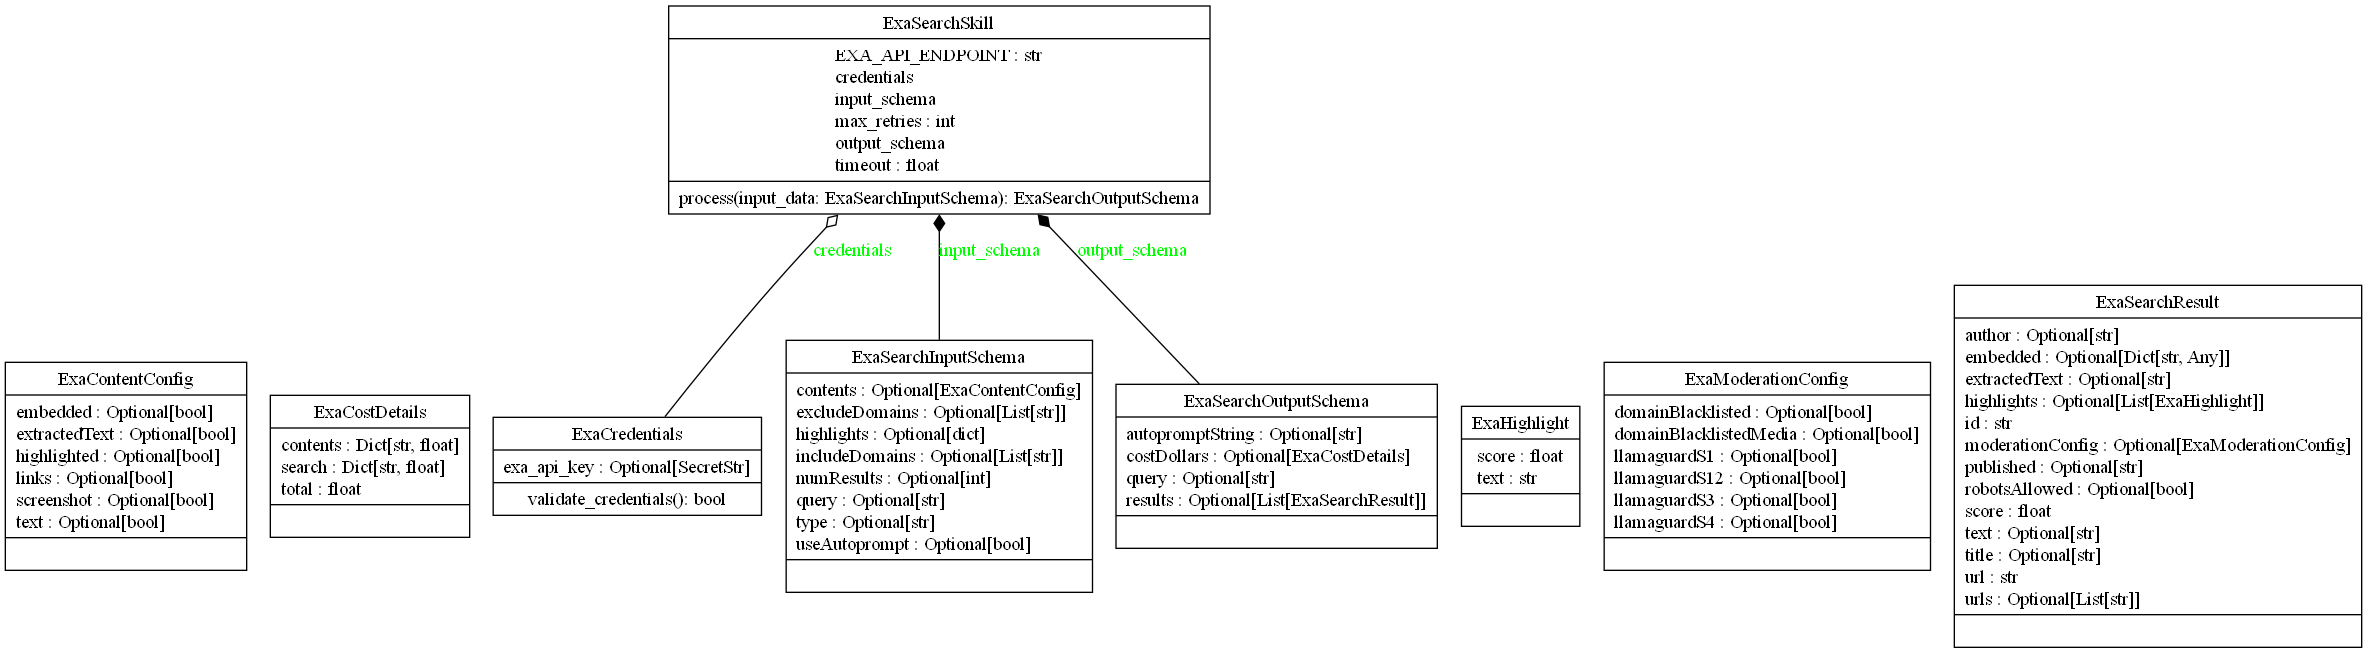 ExaSearchSkill
EXA_API_ENDPOINT : str
credentials
input_schema
max_retries : int
output_schema
timeout : float
process(input_data: ExaSearchInputSchema): ExaSearchOutputSchema
credentials
input_schema
output_schema
ExaContentConfig
embedded : Optional[bool]
extractedText : Optional[bool]
highlighted : Optional[bool]
links : Optional[bool]
screenshot : Optional[bool]
text : Optional[bool]
ExaCostDetails
contents : Dict[str, float]
search : Dict[str, float]
total : float
ExaCredentials
exa_api_key : Optional[SecretStr]
validate_credentials(): bool
ExaSearchInputSchema
contents : Optional[ExaContentConfig]
excludeDomains : Optional[List[str]]
highlights : Optional[dict]
includeDomains : Optional[List[str]]
numResults : Optional[int]
query : Optional[str]
type : Optional[str]
useAutoprompt : Optional[bool]
ExaSearchOutputSchema
autopromptString : Optional[str]
costDollars : Optional[ExaCostDetails]
query : Optional[str]
results : Optional[List[ExaSearchResult]]
ExaHighlight
score : float
text : str
ExaModerationConfig
domainBlacklisted : Optional[bool]
domainBlacklistedMedia : Optional[bool]
llamaguardS1 : Optional[bool]
llamaguardS12 : Optional[bool]
llamaguardS3 : Optional[bool]
llamaguardS4 : Optional[bool]
ExaSearchResult
author : Optional[str]
embedded : Optional[Dict[str, Any]]
extractedText : Optional[str]
highlights : Optional[List[ExaHighlight]]
id : str
moderationConfig : Optional[ExaModerationConfig]
published : Optional[str]
robotsAllowed : Optional[bool]
score : float
text : Optional[str]
title : Optional[str]
url : str
urls : Optional[List[str]]